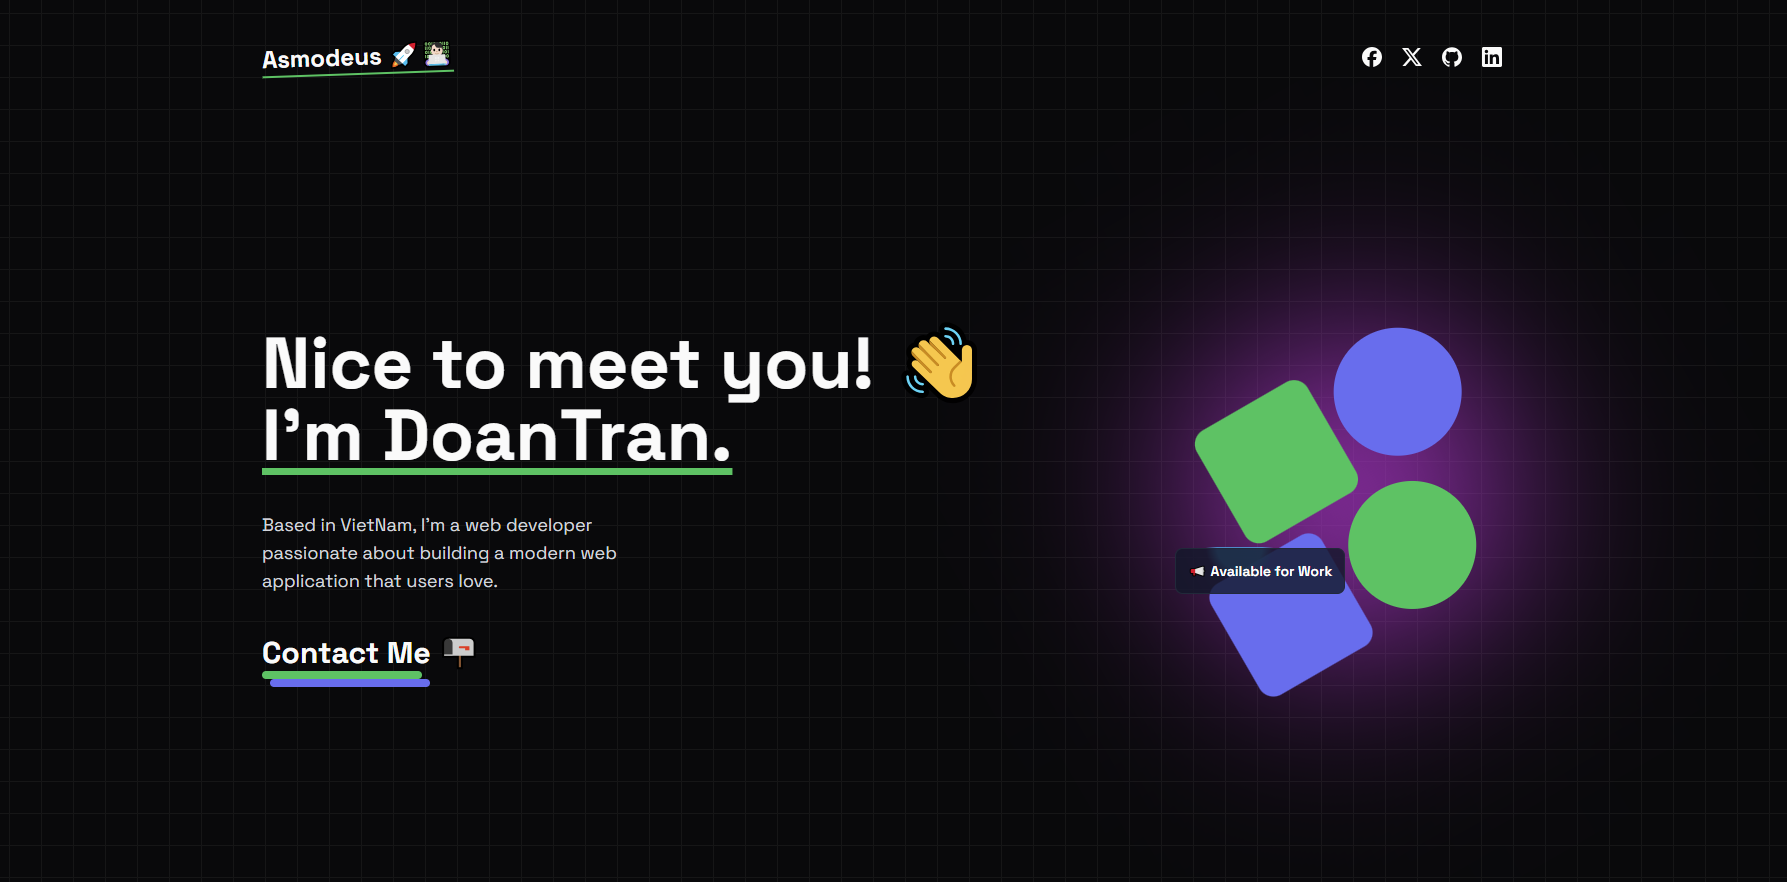 Asmodeus
Nice to meet you!
I'm DoanTran.
Based in VietNam, I'm a web developer
passionate about building a modern web
application that users love.
Contact Me
Available for Work